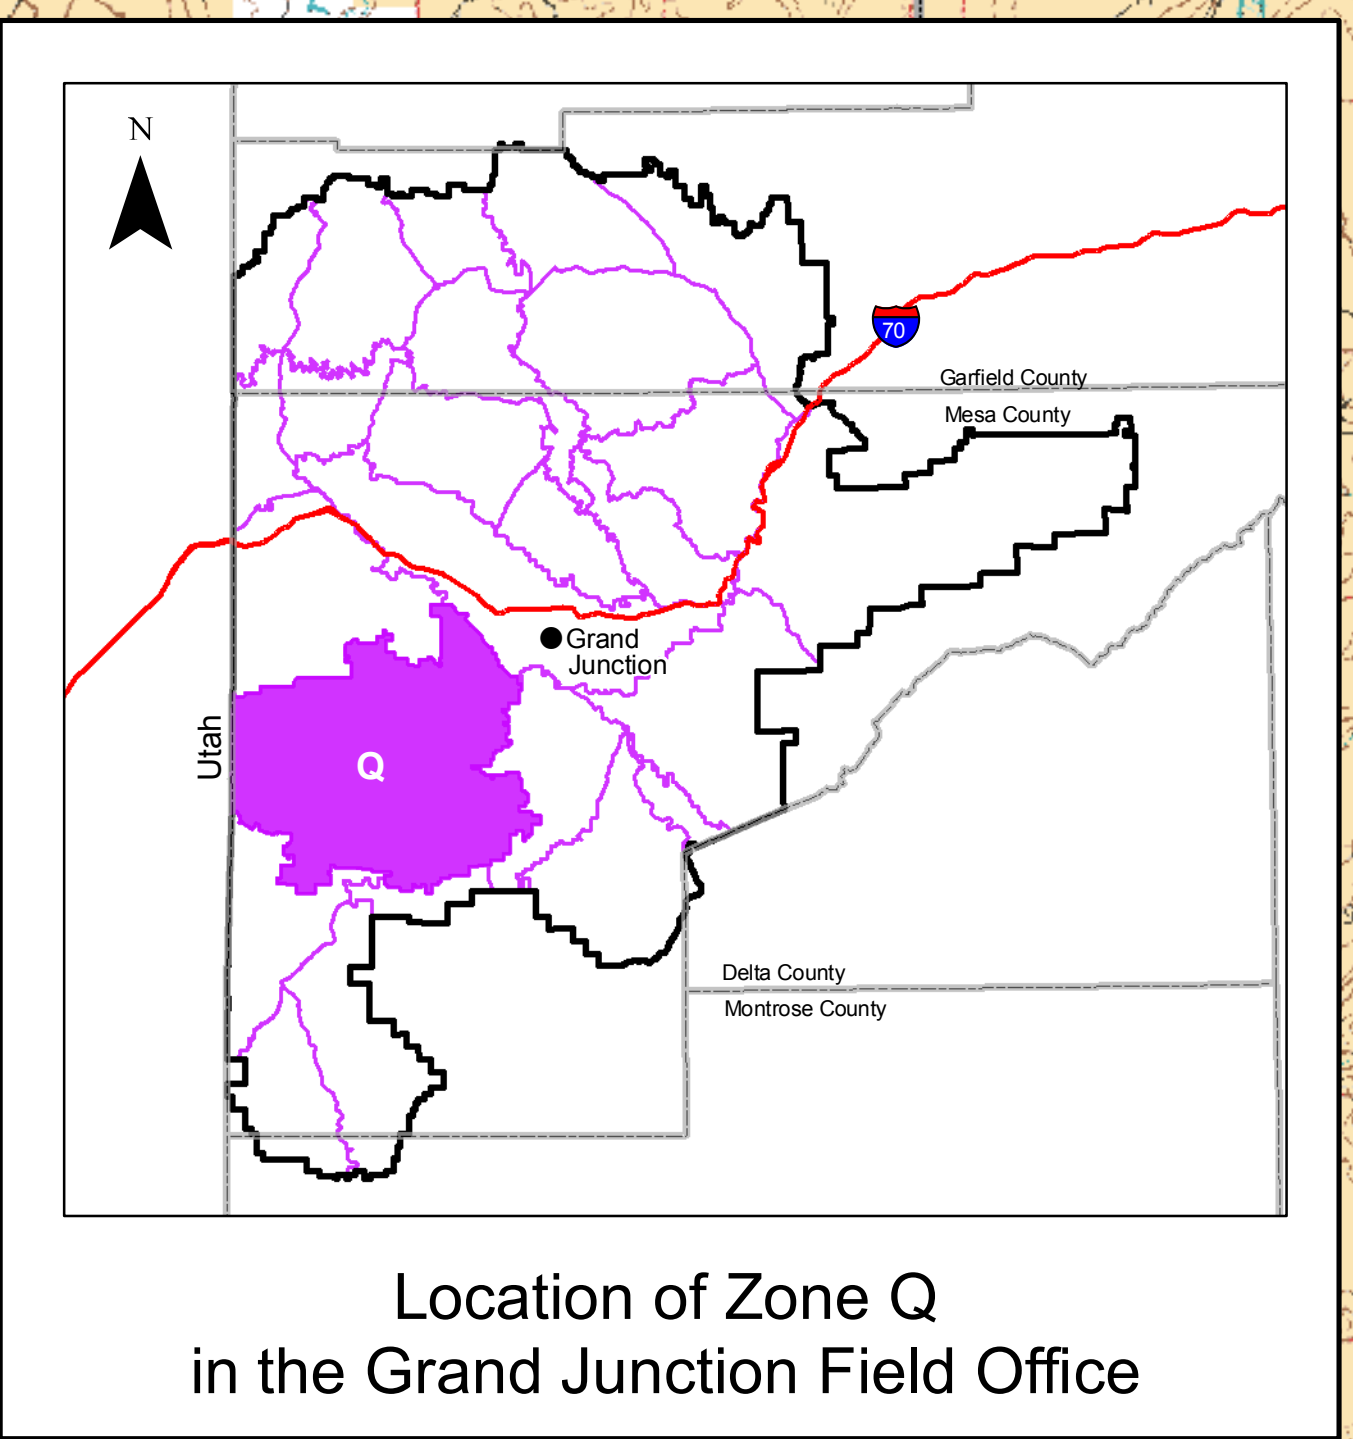 N
70
Garfield County
Mesa County
Grand
Junction
Utah
Q
Delta County
Montrose County
Location of Zone Q
in the Grand Junction Field Office